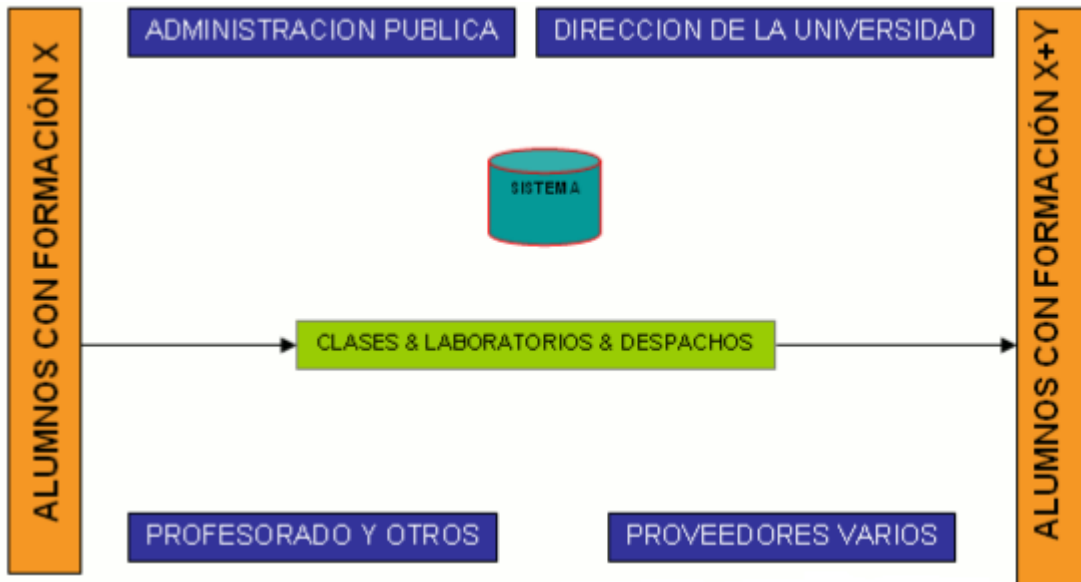 ADMINISTRACION PUBLICA
DIRECCION DE LA UNIVERSIDAD
ALUMNOS CON FORMACIÓN X
SISTEMA
CLASES & LABORATORIOS & DESPACHOS
ALUMNOS CON FORMACIÓN X+Y
PROFESORADO Y OTROS
PROVEEDORES VARIOS